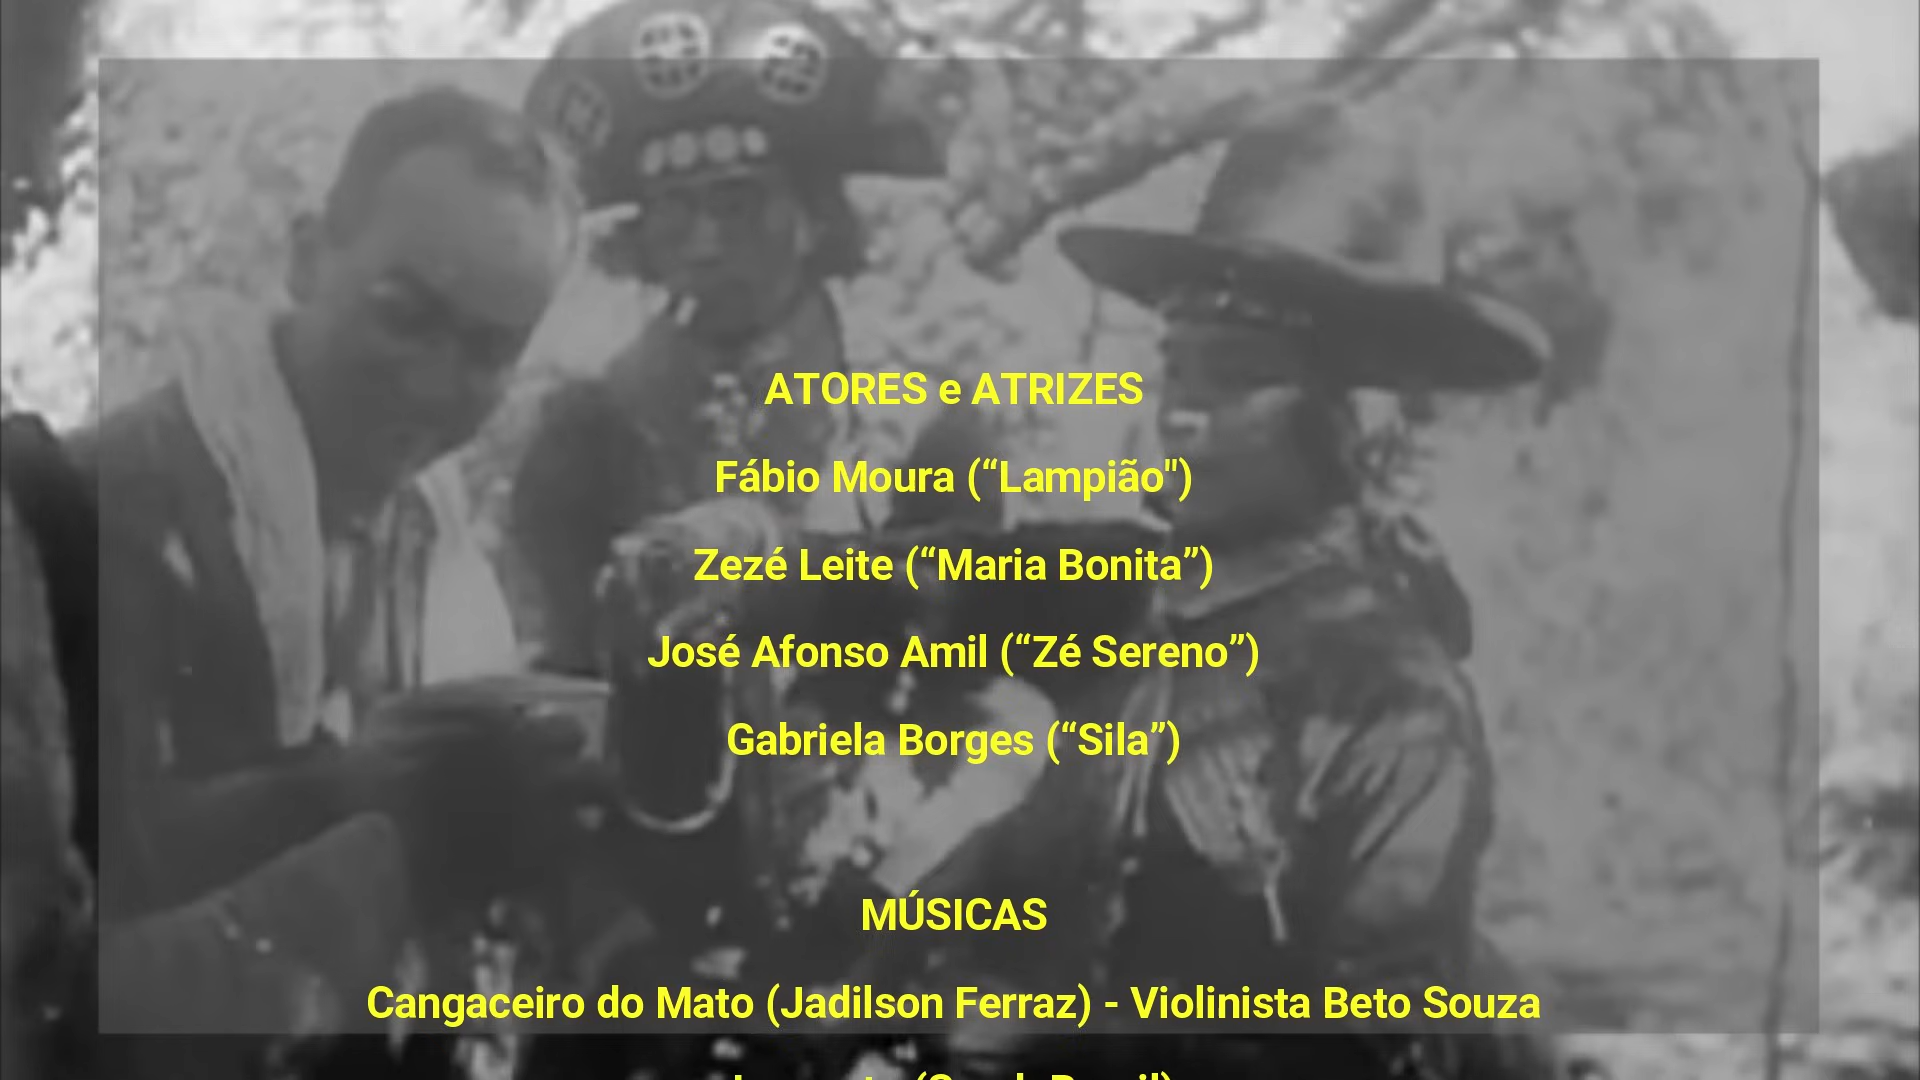 ATORES e ATRIZES
Fábio Moura (“Lampião")
Zezé Leite (“Maria Bonita”)
José Afonso Amil (“Zé Sereno”)
Gabriela Borges (“Sila”)
MÚSICAS
Cangaceiro do Mato (Jadilson Ferraz) - Violinista Beto Souza